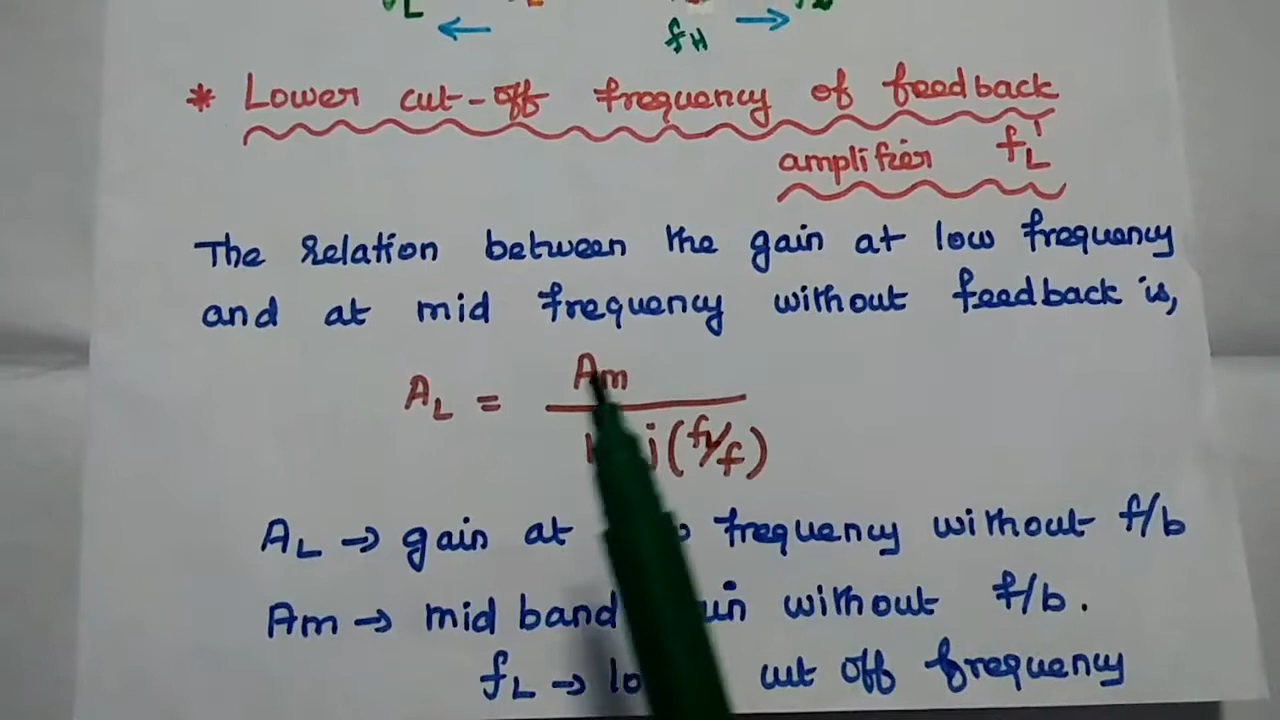 fH
* Lower cut-off frequency of feedback
amplifier fL'
The relation between the gain at low frequency
and at mid frequency without feedback is,
AL = Am
j(fL/f)
AL → gain at frequency without f/b
Am → mid band without f/b.
fL → cut off frequency